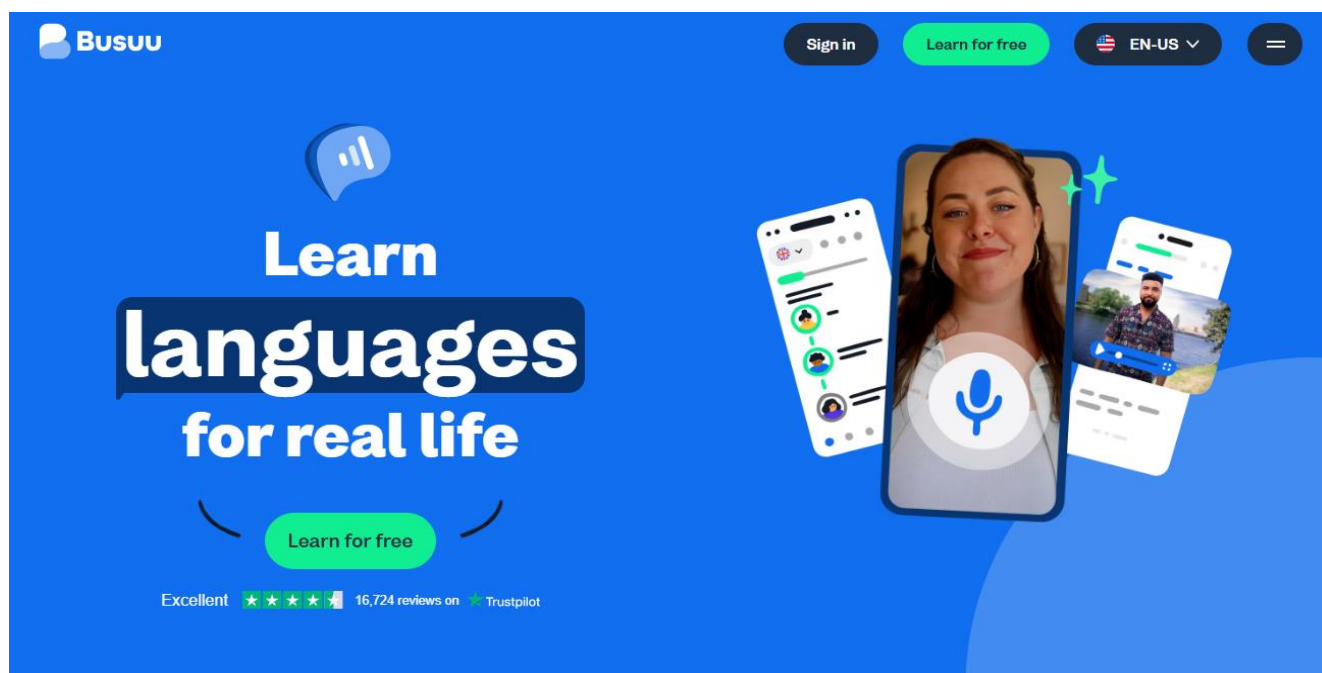 Busuu
Sign in
Learn for free
EN-US
Learn
languages
for real life
Learn for free
Excellent 16,724 reviews on Trustpilot